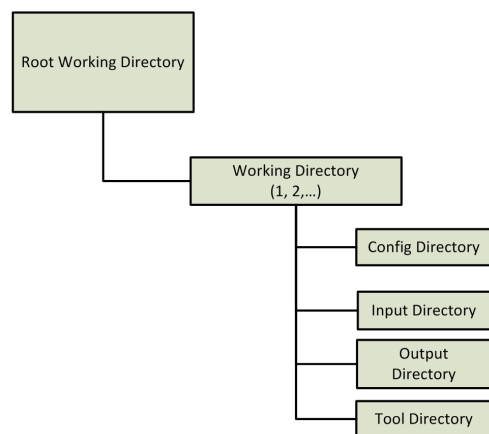 Root Working Directory
Working Directory
(1, 2,...)
Config Directory
Input Directory
Output
Directory
Tool Directory